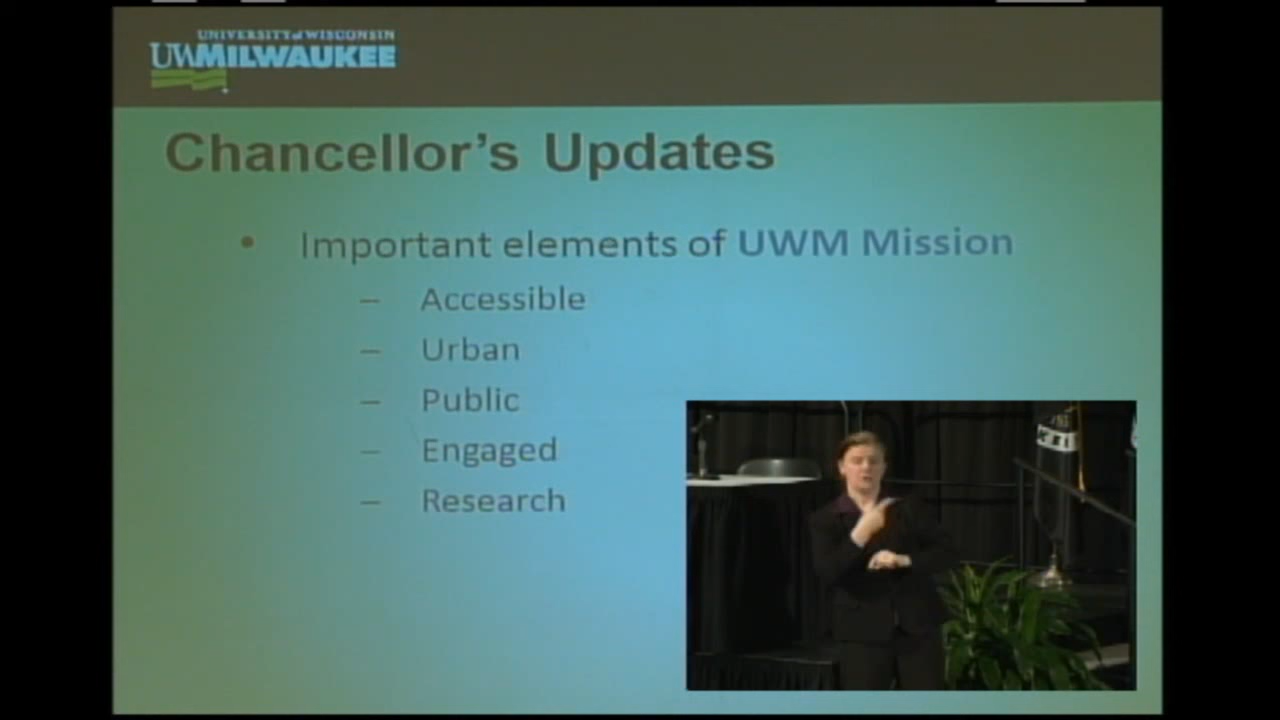 UNIVERSITY of WISCONSIN
UWMILWAUKEE
Chancellor's Updates
• Important elements of UWM Mission
– Accessible
– Urban
– Public
– Engaged
– Research